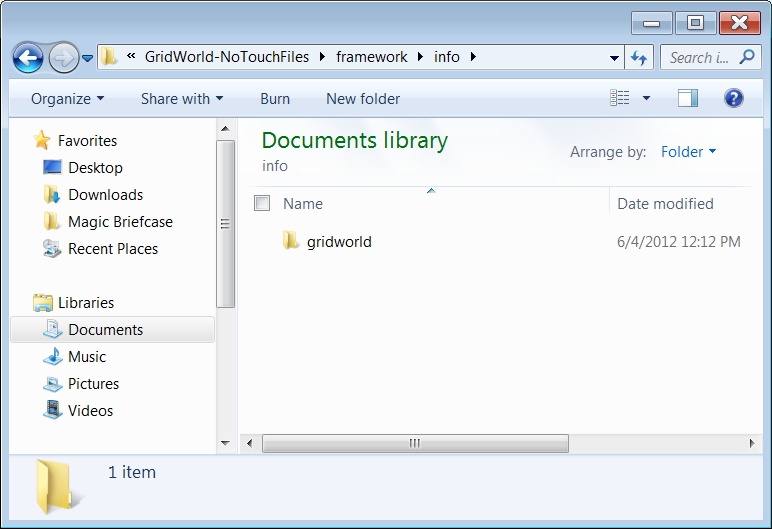 « GridWorld-NoTouchFiles framework info
Search i...
Organize Share with Burn New folder
Favorites
Desktop
Downloads
Magic Briefcase
Recent Places
Libraries
Documents
Music
Pictures
Videos
Documents library
info
Arrange by: Folder
Name Date modified
gridworld 6/4/2012 12:12 PM
1 item